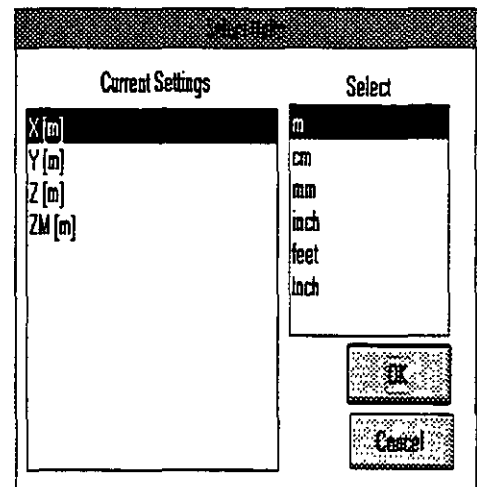 Current Settings
Select
X [m]
Y [m]
Z [m]
ZM [m]
m
cm
mm
inch
feet
Inch
OK
Cancel